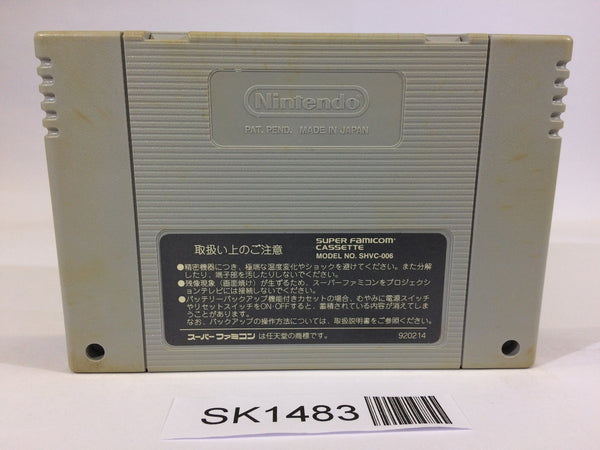 Nintendo
PAT. PEND. MADE IN JAPAN
取扱い上のご注意
SUPER FAMICOM
CASSETTE
MODEL NO. SHVC-006
●精密機器につき、極端な温度変化やショックを避けてください。また分解
したり、端子部を汚したりしないでください。
●残像現象(画面焼け)が生ずるため、スーパーファミコンをプロジェクシ
ョンテレビには接続しないでください。
●バッテリーバックアップ機能付きカセットの場合、むやみに電源スイッチ
やリセットスイッチをON・OFFすると、蓄積されている内容が消えてしま
うことがあります。
なお、バックアップの操作方法については、取扱説明書をご参照ください。
スーパーファミコン は任天堂の商標です。
920214
SK1483